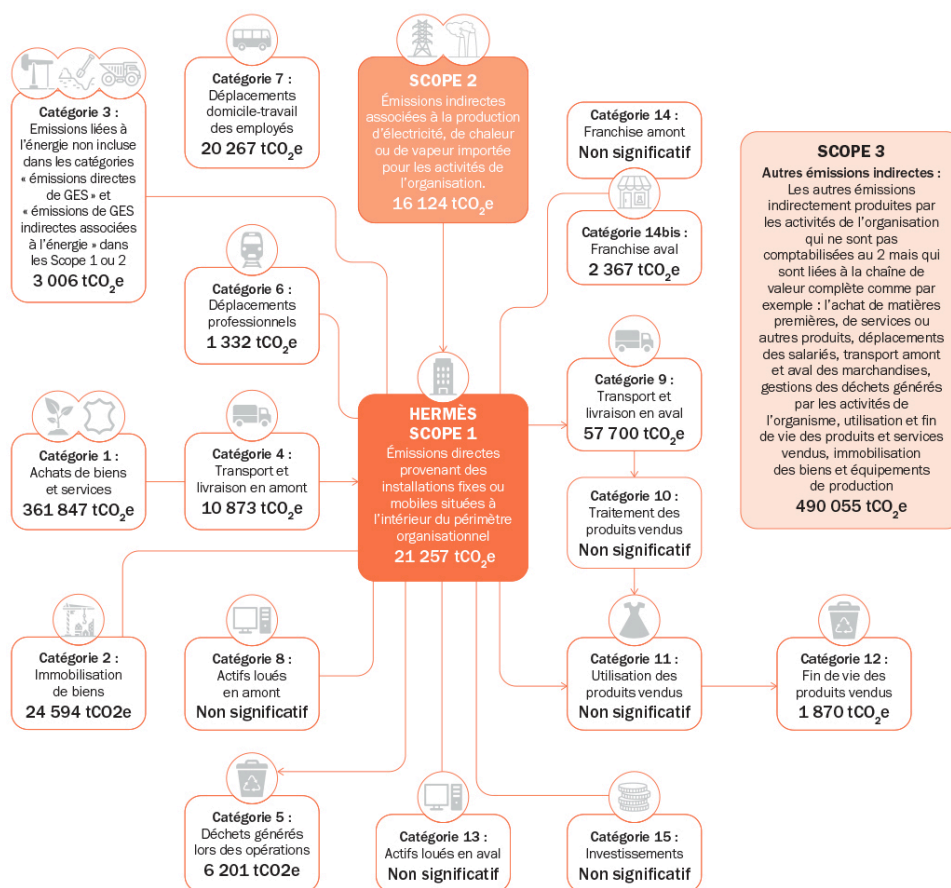 Catégorie 3 :
Emissions liées à
l'énergie non incluse
dans les catégories
« émissions directes
de GES » et
« émissions de GES
indirectes associées
à l'énergie » dans
les Scope 1 ou 2
3 006 tCO₂e
Catégorie 7 :
Déplacements
domicile-travail
des employés
20 267 tCO₂e
SCOPE 2
Émissions indirectes
associées à la production
d'électricité, de chaleur
ou de vapeur importée
pour les activités de
l'organisation.
16 124 tCO₂e
Catégorie 14 :
Franchise amont
Non significatif
Catégorie 14bis :
Franchise aval
2 367 tCO₂e
SCOPE 3
Autres émissions indirectes :
Les autres émissions
indirectement produites par
les activités de l'organisation
qui ne sont pas
comptabilisées au 2 mais qui
sont liées à la chaîne de
valeur complète comme par
exemple : l'achat de matières
premières, de services ou
autres produits, déplacements
des salariés, transport amont
et aval des marchandises,
gestions des déchets générés
par les activités de
l'organisme, utilisation et fin
de vie des produits et services
vendus, immobilisation
des biens et équipements
de production
490 055 tCO₂e
Catégorie 6 :
Déplacements
professionnels
1 332 tCO₂e
Catégorie 1 :
Achats de biens
et services
361 847 tCO₂e
Catégorie 4 :
Transport et
livraison en amont
10 873 tCO₂e
HERMÈS
SCOPE 1
Émissions directes
provenant des
installations fixes ou
mobiles situées à
l'intérieur du périmètre
organisationnel
21 257 tCO₂e
Catégorie 9 :
Transport et
livraison en aval
57 700 tCO₂e
Catégorie 10 :
Traitement des
produits vendus
Non significatif
Catégorie 2 :
Immobilisation
de biens
24 594 tCO2e
Catégorie 8 :
Actifs loués
en amont
Non significatif
Catégorie 11 :
Utilisation des
produits vendus
Non significatif
Catégorie 12 :
Fin de vie des
produits vendus
1 870 tCO₂e
Catégorie 5 :
Déchets générés
lors des opérations
6 201 tCO2e
Catégorie 13 :
Actifs loués en aval
Non significatif
Catégorie 15 :
Investissements
Non significatif